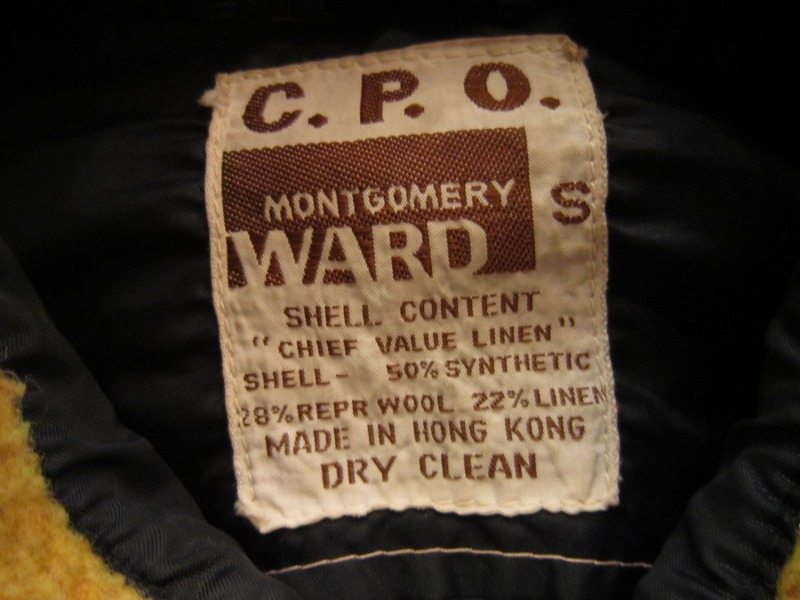 C. P. O.
MONTGOMERY
WARD
S
SHELL CONTENT
"CHIEF VALUE LINEN"
SHELL- 50% SYNTHETIC
28% REPR WOOL 22% LINEN
MADE IN HONG KONG
DRY CLEAN